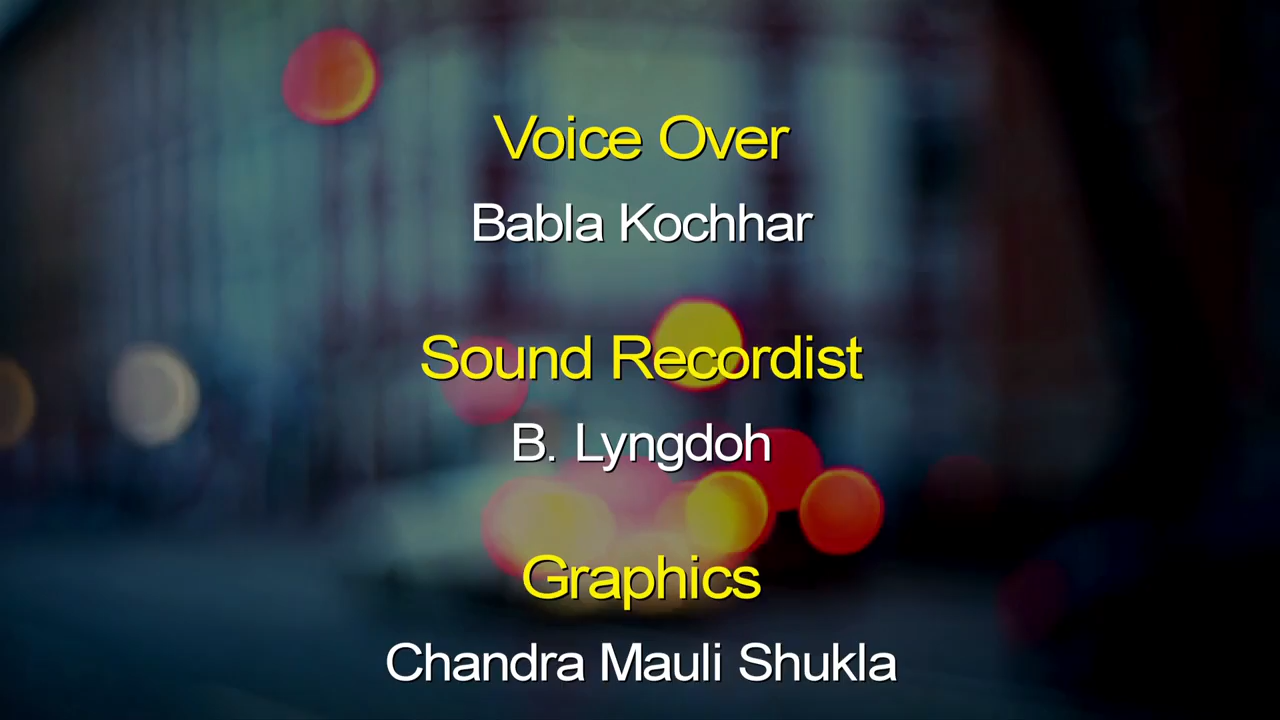 Voice Over
Babla Kochhar
Sound Recordist
B. Lyngdoh
Graphics
Chandra Mauli Shukla